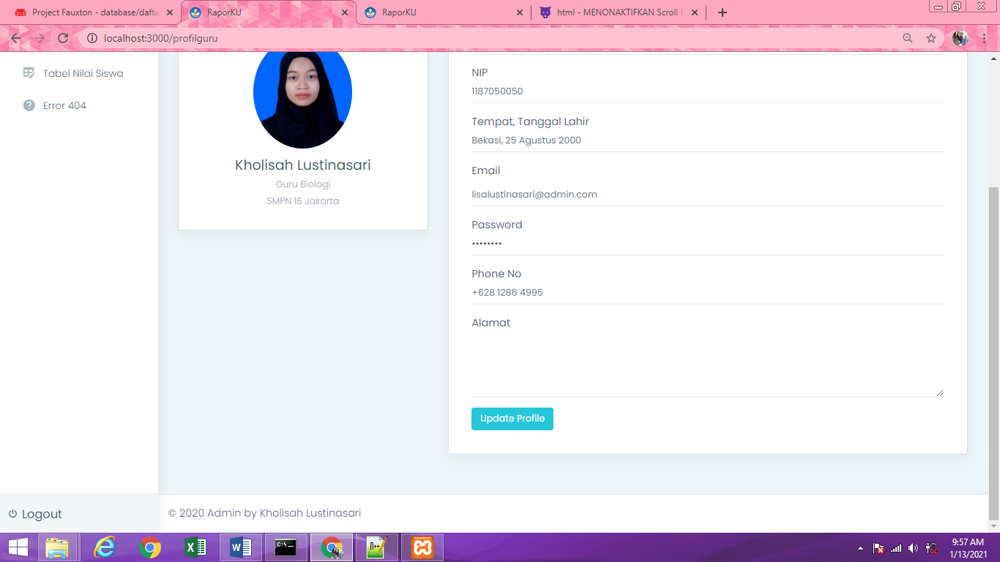 Project Fauxton - database/dafta
RaporKU
RaporKU
html - MENONAKTIFKAN Scroll H
localhost:3000/profilguru
Tabel Nilai Siswa
Error 404
Kholisah Lustinasari
Guru Biologi
SMPN 16 Jakarta
NIP
1187050050
Tempat, Tanggal Lahir
Bekasi, 25 Agustus 2000
Email
lisalustinasari@admin.com
Password
••••••••
Phone No
+628 1286 4995
Alamat
Update Profile
Logout
© 2020 Admin by Kholisah Lustinasari
9:57 AM
1/13/2021